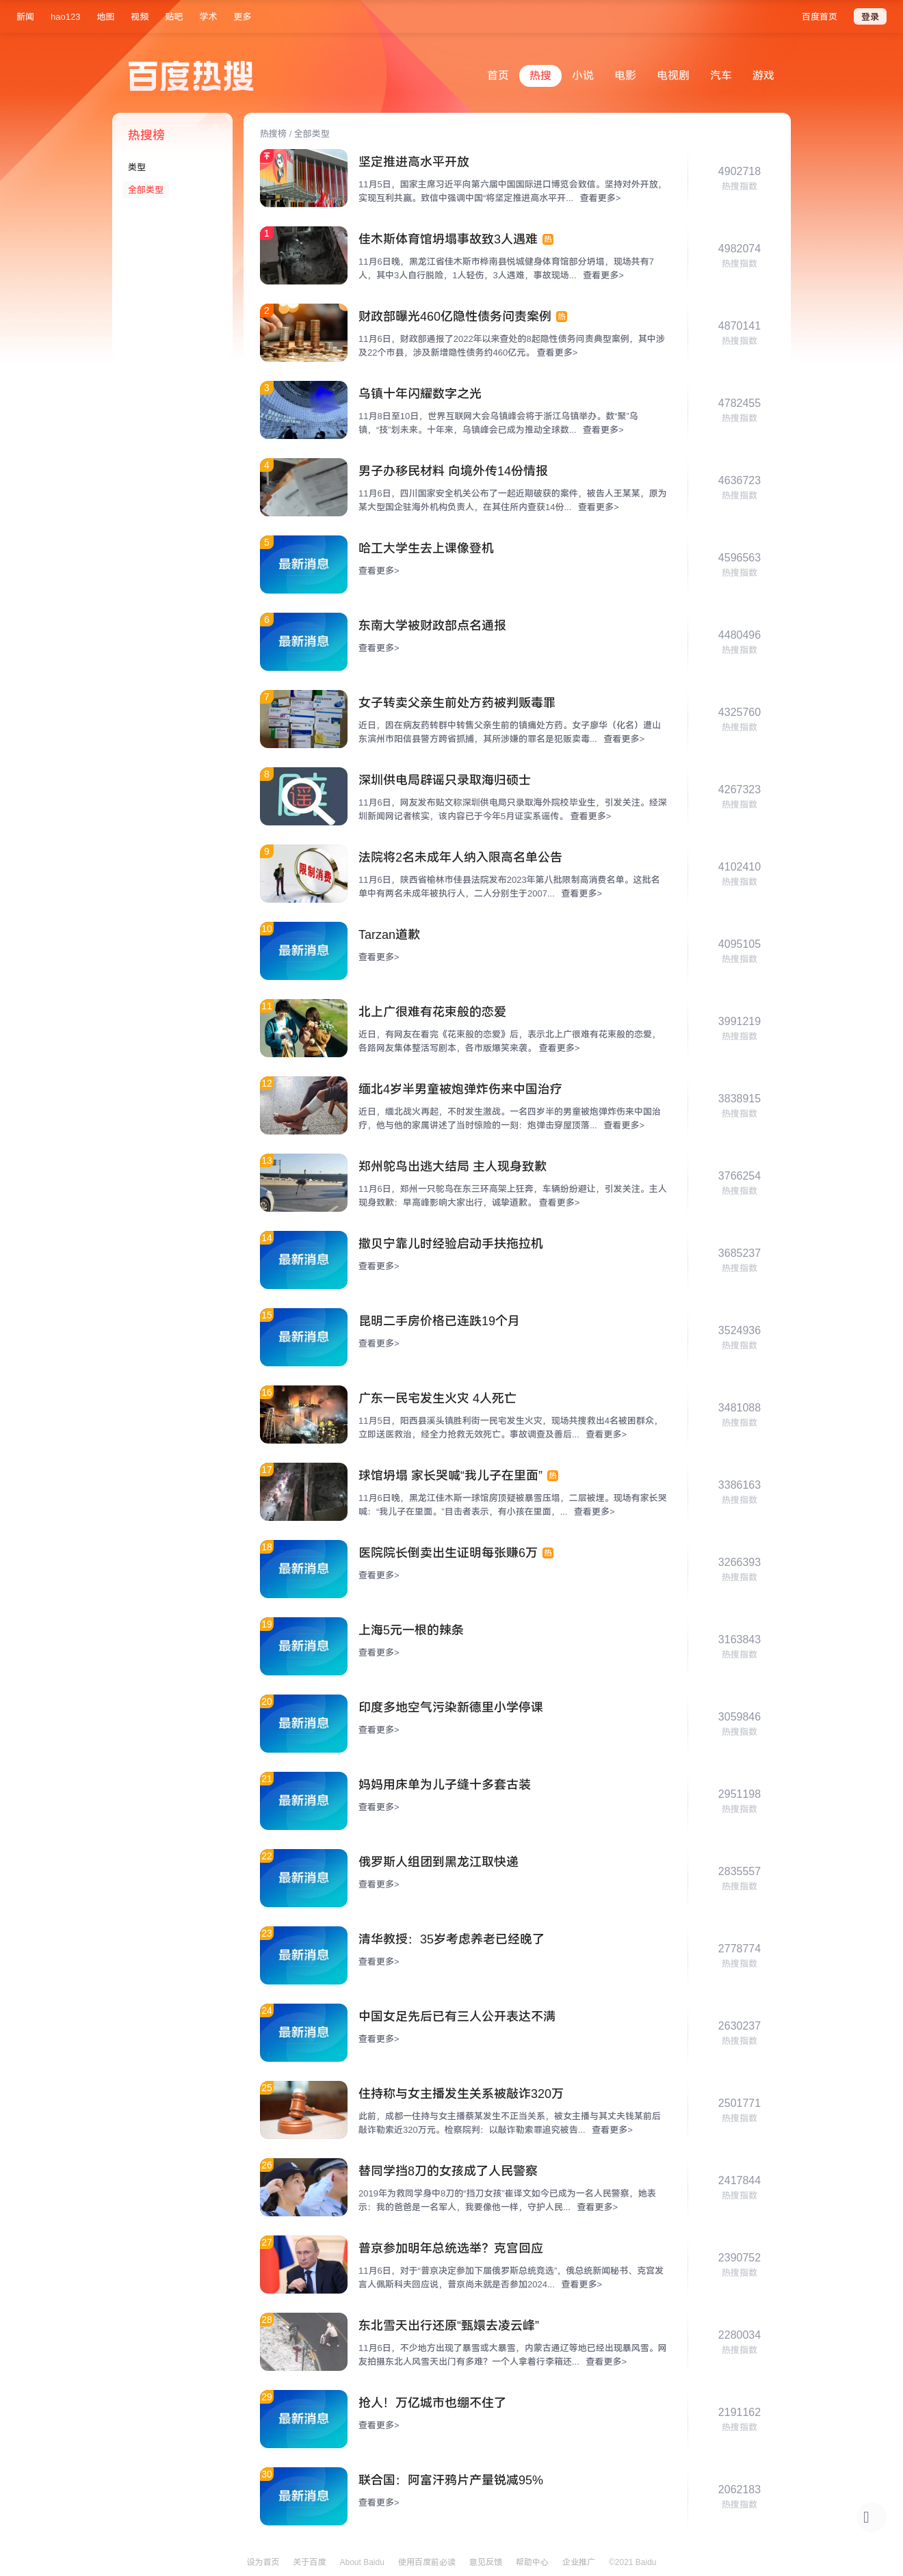 新闻 hao123 地图 视频 贴吧 学术 更多 百度首页 登录
百度热搜 首页 热搜 小说 电影 电视剧 汽车 游戏
热搜榜
类型
全部类型
热搜榜 / 全部类型
坚定推进高水平开放
11月5日，国家主席习近平向第六届中国国际进口博览会致信。坚持对外开放，
实现互利共赢。致信中强调中国“将坚定推进高水平开... 查看更多>
4902718
热搜指数
1
佳木斯体育馆坍塌事故致3人遇难 热
11月6日晚，黑龙江省佳木斯市桦南县悦城健身体育馆部分坍塌，现场共有7
人，其中3人自行脱险，1人轻伤，3人遇难，事故现场... 查看更多>
4982074
热搜指数
2
财政部曝光460亿隐性债务问责案例 热
11月6日，财政部通报了2022年以来查处的8起隐性债务问责典型案例，其中涉
及22个市县，涉及新增隐性债务约460亿元。 查看更多>
4870141
热搜指数
3
乌镇十年闪耀数字之光
11月8日至10日，世界互联网大会乌镇峰会将于浙江乌镇举办。数“聚”乌
镇，“技”划未来。十年来，乌镇峰会已成为推动全球数... 查看更多>
4782455
热搜指数
4
男子办移民材料 向境外传14份情报
11月6日，四川国家安全机关公布了一起近期破获的案件，被告人王某某，原为
某大型国企驻海外机构负责人，在其住所内查获14份... 查看更多>
4636723
热搜指数
5
最新消息
哈工大学生去上课像登机
查看更多>
4596563
热搜指数
6
最新消息
东南大学被财政部点名通报
查看更多>
4480496
热搜指数
7
女子转卖父亲生前处方药被判贩毒罪
近日，因在病友药转群中转售父亲生前的镇痛处方药。女子廖华（化名）遭山
东滨州市阳信县警方跨省抓捕，其所涉嫌的罪名是犯贩卖毒... 查看更多>
4325760
热搜指数
8
谣
深圳供电局辟谣只录取海归硕士
11月6日，网友发布贴文称深圳供电局只录取海外院校毕业生，引发关注。经深
圳新闻网记者核实，该内容已于今年5月证实系谣传。 查看更多>
4267323
热搜指数
9
限制消费
法院将2名未成年人纳入限高名单公告
11月6日，陕西省榆林市佳县法院发布2023年第八批限制高消费名单。这批名
单中有两名未成年被执行人，二人分别生于2007... 查看更多>
4102410
热搜指数
10
最新消息
Tarzan道歉
查看更多>
4095105
热搜指数
11
北上广很难有花束般的恋爱
近日，有网友在看完《花束般的恋爱》后，表示北上广很难有花束般的恋爱，
各路网友集体整活写剧本，各市版爆笑来袭。 查看更多>
3991219
热搜指数
12
缅北4岁半男童被炮弹炸伤来中国治疗
近日，缅北战火再起，不时发生激战。一名四岁半的男童被炮弹炸伤来中国治
疗，他与他的家属讲述了当时惊险的一刻：炮弹击穿屋顶落... 查看更多>
3838915
热搜指数
13
郑州鸵鸟出逃大结局 主人现身致歉
11月6日，郑州一只鸵鸟在东三环高架上狂奔，车辆纷纷避让，引发关注。主人
现身致歉：早高峰影响大家出行，诚挚道歉。 查看更多>
3766254
热搜指数
14
最新消息
撒贝宁靠儿时经验启动手扶拖拉机
查看更多>
3685237
热搜指数
15
最新消息
昆明二手房价格已连跌19个月
查看更多>
3524936
热搜指数
16
广东一民宅发生火灾 4人死亡
11月5日，阳西县溪头镇胜利街一民宅发生火灾，现场共搜救出4名被困群众，
立即送医救治，经全力抢救无效死亡。事故调查及善后... 查看更多>
3481088
热搜指数
17
球馆坍塌 家长哭喊“我儿子在里面” 热
11月6日晚，黑龙江佳木斯一球馆房顶疑被暴雪压塌，二层被埋。现场有家长哭
喊：“我儿子在里面。”目击者表示，有小孩在里面，... 查看更多>
3386163
热搜指数
18
最新消息
医院院长倒卖出生证明每张赚6万 热
查看更多>
3266393
热搜指数
19
最新消息
上海5元一根的辣条
查看更多>
3163843
热搜指数
20
最新消息
印度多地空气污染新德里小学停课
查看更多>
3059846
热搜指数
21
最新消息
妈妈用床单为儿子缝十多套古装
查看更多>
2951198
热搜指数
22
最新消息
俄罗斯人组团到黑龙江取快递
查看更多>
2835557
热搜指数
23
最新消息
清华教授：35岁考虑养老已经晚了
查看更多>
2778774
热搜指数
24
最新消息
中国女足先后已有三人公开表达不满
查看更多>
2630237
热搜指数
25
住持称与女主播发生关系被敲诈320万
此前，成都一住持与女主播蔡某发生不正当关系，被女主播与其丈夫钱某前后
敲诈勒索近320万元。检察院判：以敲诈勒索罪追究被告... 查看更多>
2501771
热搜指数
26
替同学挡8刀的女孩成了人民警察
2019年为救同学身中8刀的“挡刀女孩”崔译文如今已成为一名人民警察，她表
示：我的爸爸是一名军人，我要像他一样，守护人民... 查看更多>
2417844
热搜指数
27
普京参加明年总统选举？克宫回应
11月6日，对于“普京决定参加下届俄罗斯总统竞选”，俄总统新闻秘书、克宫发
言人佩斯科夫回应说，普京尚未就是否参加2024... 查看更多>
2390752
热搜指数
28
东北雪天出行还原“甄嬛去凌云峰”
11月6日，不少地方出现了暴雪或大暴雪，内蒙古通辽等地已经出现暴风雪。网
友拍摄东北人风雪天出门有多难？一个人拿着行李箱还... 查看更多>
2280034
热搜指数
29
最新消息
抢人！万亿城市也绷不住了
查看更多>
2191162
热搜指数
30
最新消息
联合国：阿富汗鸦片产量锐减95%
查看更多>
2062183
热搜指数
设为首页 关于百度 About Baidu 使用百度前必读 意见反馈 帮助中心 企业推广 ©2021 Baidu